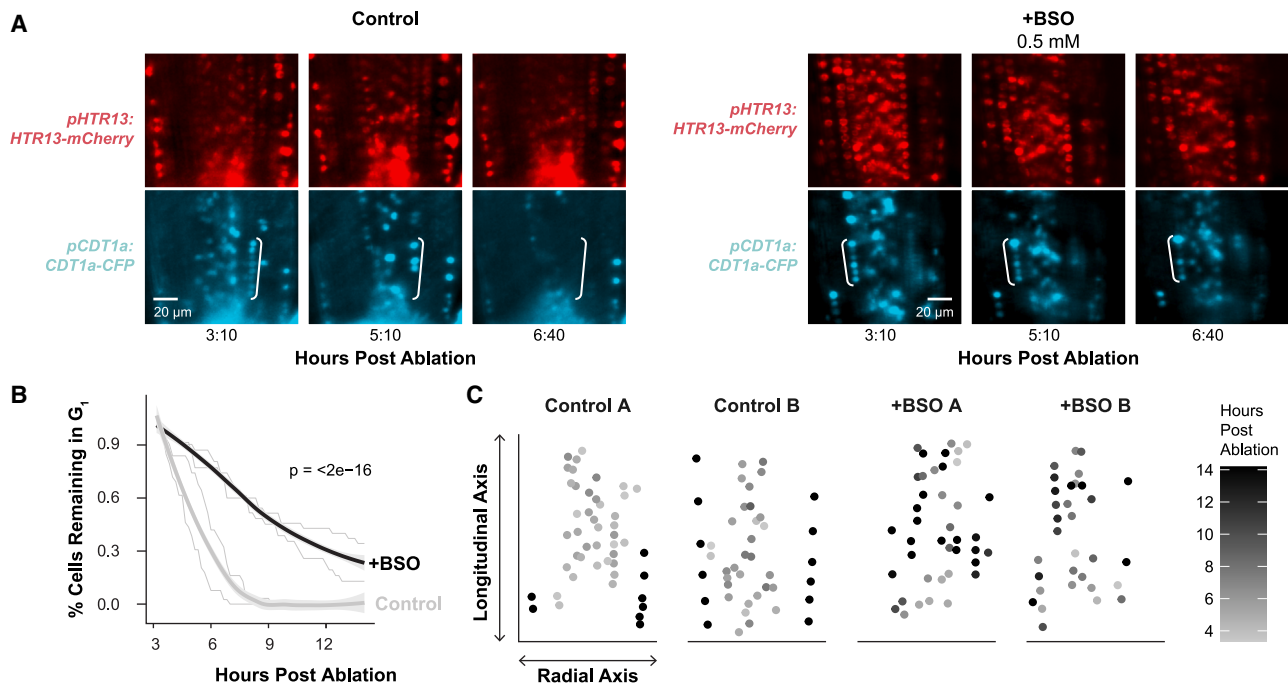 A
Control
+BSO
0.5 mM
pHTR13:
HTR13-mCherry
pHTR13:
HTR13-mCherry
pCDT1a:
CDT1a-CFP
pCDT1a:
CDT1a-CFP
20 µm
20 µm
3:10
5:10
6:40
3:10
5:10
6:40
Hours Post Ablation
Hours Post Ablation
B
% Cells Remaining in G₁
0.9
0.6
0.3
0.0
p = <2e−16
+BSO
Control
3
6
9
12
Hours Post Ablation
C
Control A
Control B
+BSO A
+BSO B
Longitudinal Axis
Radial Axis
Hours
Post
Ablation
14
12
10
8
6
4